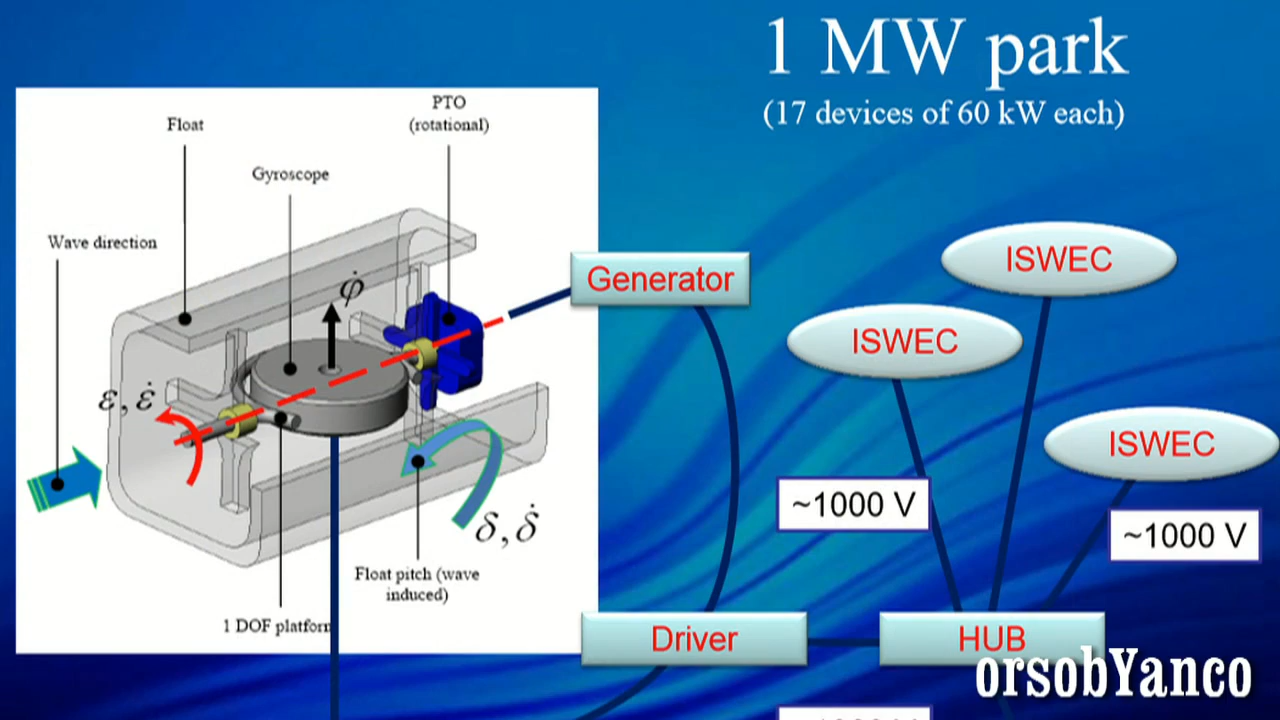 1 MW park
(17 devices of 60 kW each)
PTO
(rotational)
Float
Gyroscope
Wave direction
φ̇
ε, ε̇
δ, δ̇
Float pitch (wave
induced)
1 DOF platform
Generator
ISWEC
ISWEC
ISWEC
~1000 V
~1000 V
Driver
HUB
orsobYanco